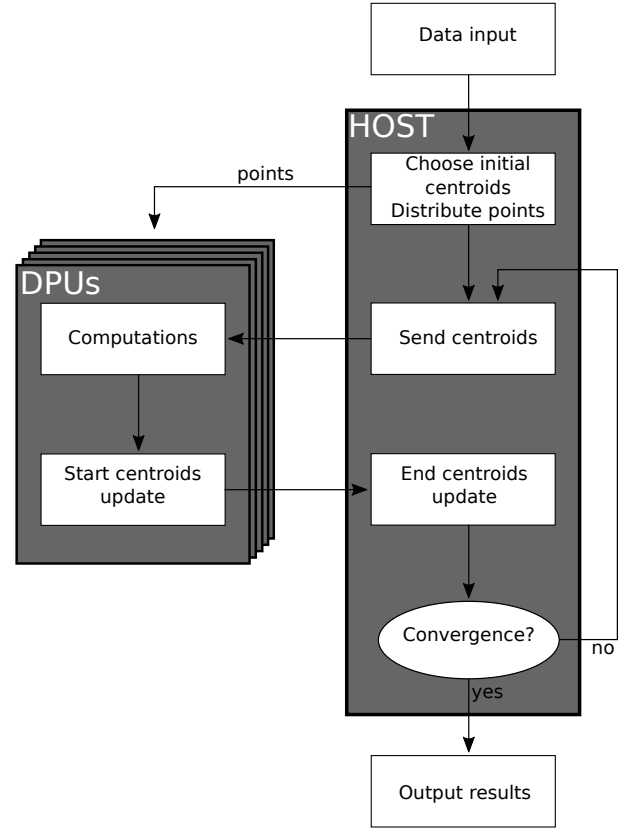 Data input
HOST
Choose initial
centroids
Distribute points
points
DPUs
Computations
Send centroids
Start centroids
update
End centroids
update
Convergence?
no
yes
Output results